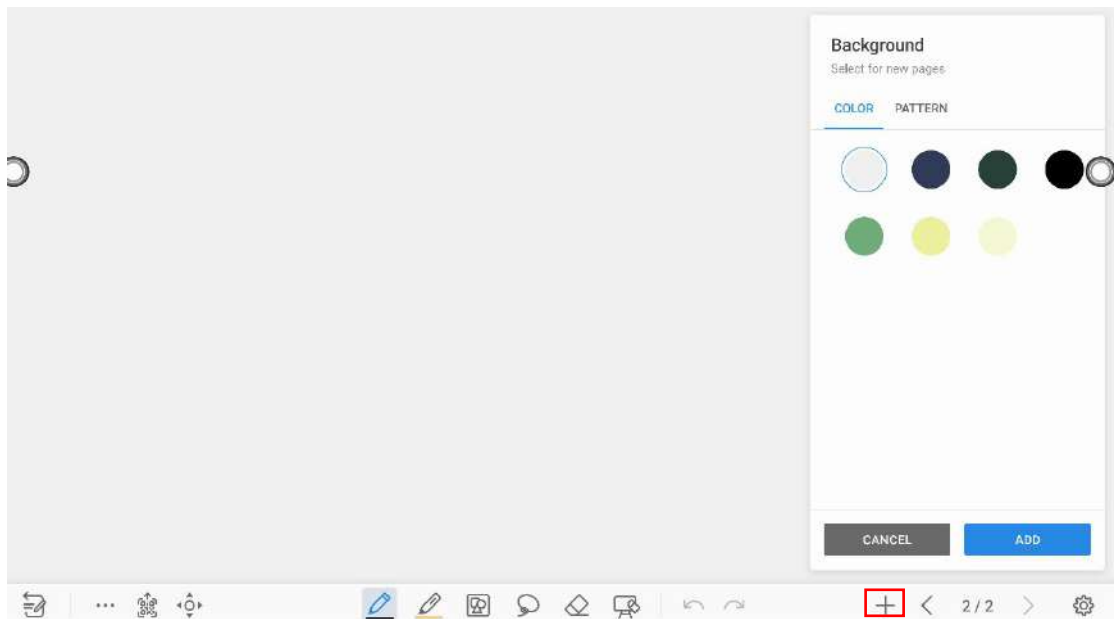 Background
Select for new pages
COLOR PATTERN
CANCEL ADD
2/2